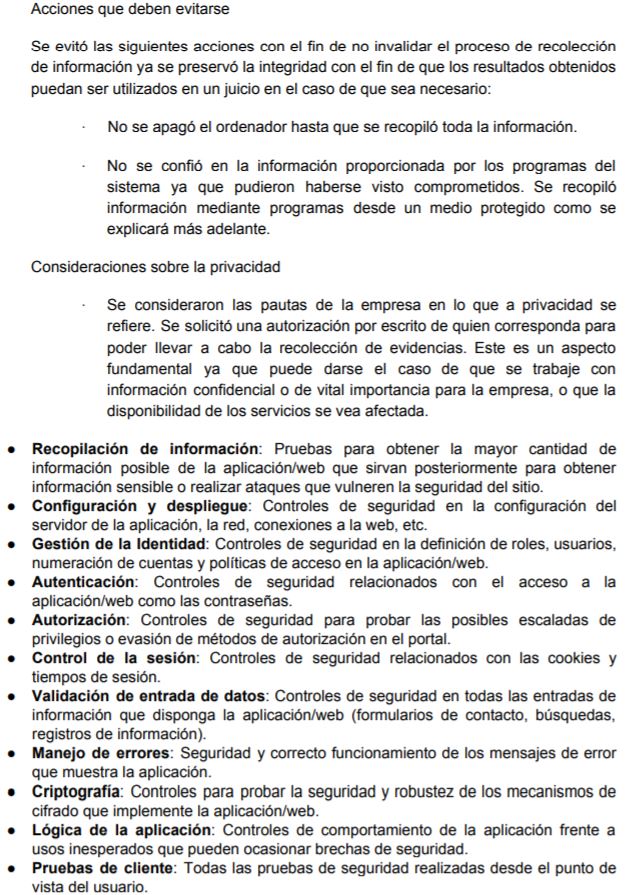 Acciones que deben evitarse
Se evitó las siguientes acciones con el fin de no invalidar el proceso de recolección
de información ya se preservó la integridad con el fin de que los resultados obtenidos
puedan ser utilizados en un juicio en el caso de que sea necesario:
· No se apagó el ordenador hasta que se recopiló toda la información.
· No se confió en la información proporcionada por los programas del
sistema ya que pudieron haberse visto comprometidos. Se recopiló
información mediante programas desde un medio protegido como se
explicará más adelante.
Consideraciones sobre la privacidad
· Se consideraron las pautas de la empresa en lo que a privacidad se
refiere. Se solicitó una autorización por escrito de quien corresponda para
poder llevar a cabo la recolección de evidencias. Este es un aspecto
fundamental ya que puede darse el caso de que se trabaje con
información confidencial o de vital importancia para la empresa, o que la
disponibilidad de los servicios se vea afectada.
● Recopilación de información: Pruebas para obtener la mayor cantidad de
información posible de la aplicación/web que sirvan posteriormente para obtener
información sensible o realizar ataques que vulneren la seguridad del sitio.
● Configuración y despliegue: Controles de seguridad en la configuración del
servidor de la aplicación, la red, conexiones a la web, etc.
● Gestión de la Identidad: Controles de seguridad en la definición de roles, usuarios,
numeración de cuentas y políticas de acceso en la aplicación/web.
● Autenticación: Controles de seguridad relacionados con el acceso a la
aplicación/web como las contraseñas.
● Autorización: Controles de seguridad para probar las posibles escaladas de
privilegios o evasión de métodos de autorización en el portal.
● Control de la sesión: Controles de seguridad relacionados con las cookies y
tiempos de sesión.
● Validación de entrada de datos: Controles de seguridad en todas las entradas de
información que disponga la aplicación/web (formularios de contacto, búsquedas,
registros de información).
● Manejo de errores: Seguridad y correcto funcionamiento de los mensajes de error
que muestra la aplicación.
● Criptografía: Controles para probar la seguridad y robustez de los mecanismos de
cifrado que implemente la aplicación/web.
● Lógica de la aplicación: Controles de comportamiento de la aplicación frente a
usos inesperados que pueden ocasionar brechas de seguridad.
● Pruebas de cliente: Todas las pruebas de seguridad realizadas desde el punto de
vista del usuario.